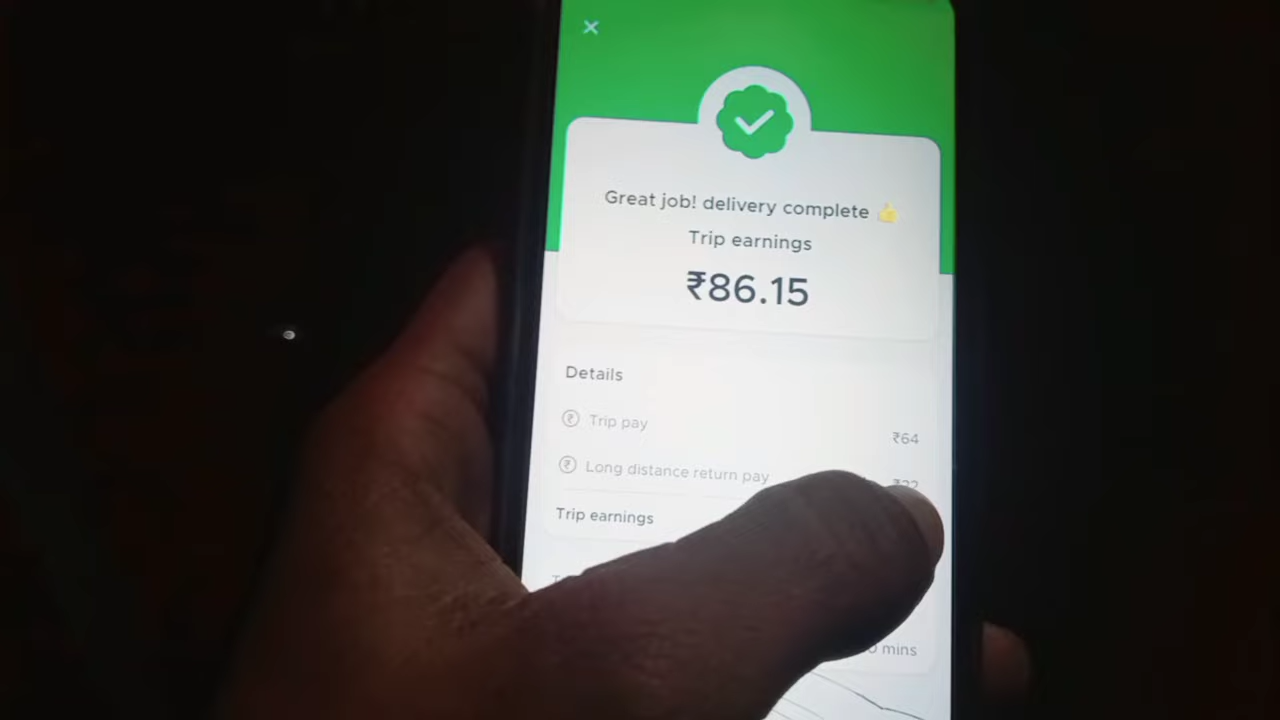 Great job! delivery complete 👍
Trip earnings
₹86.15
Details
Trip pay ₹64
Long distance return pay ₹22
Trip earnings
mins